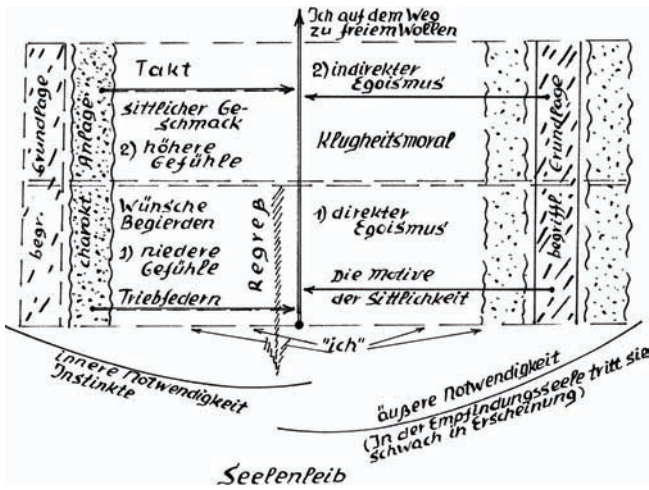 Ich auf dem Weg
zu freiem Wollen
begr. Grundlage
charakt. Anlage
Takt
sittlicher Ge-
schmack
2) höhere
Gefühle
Wünsche
Begierden
1) niedere
Gefühle
Triebfedern
Regreß
2) indirekter
Egoismus
Klugheitsmoral
1) direkter
Egoismus
Die Motive
der Sittlichkeit
begriffl. Grundlage
"ich"
innere Notwendigkeit
Instinkte
äußere Notwendigkeit
(In der Empfindungsseele tritt sie
schwach in Erscheinung)
Seelenleib